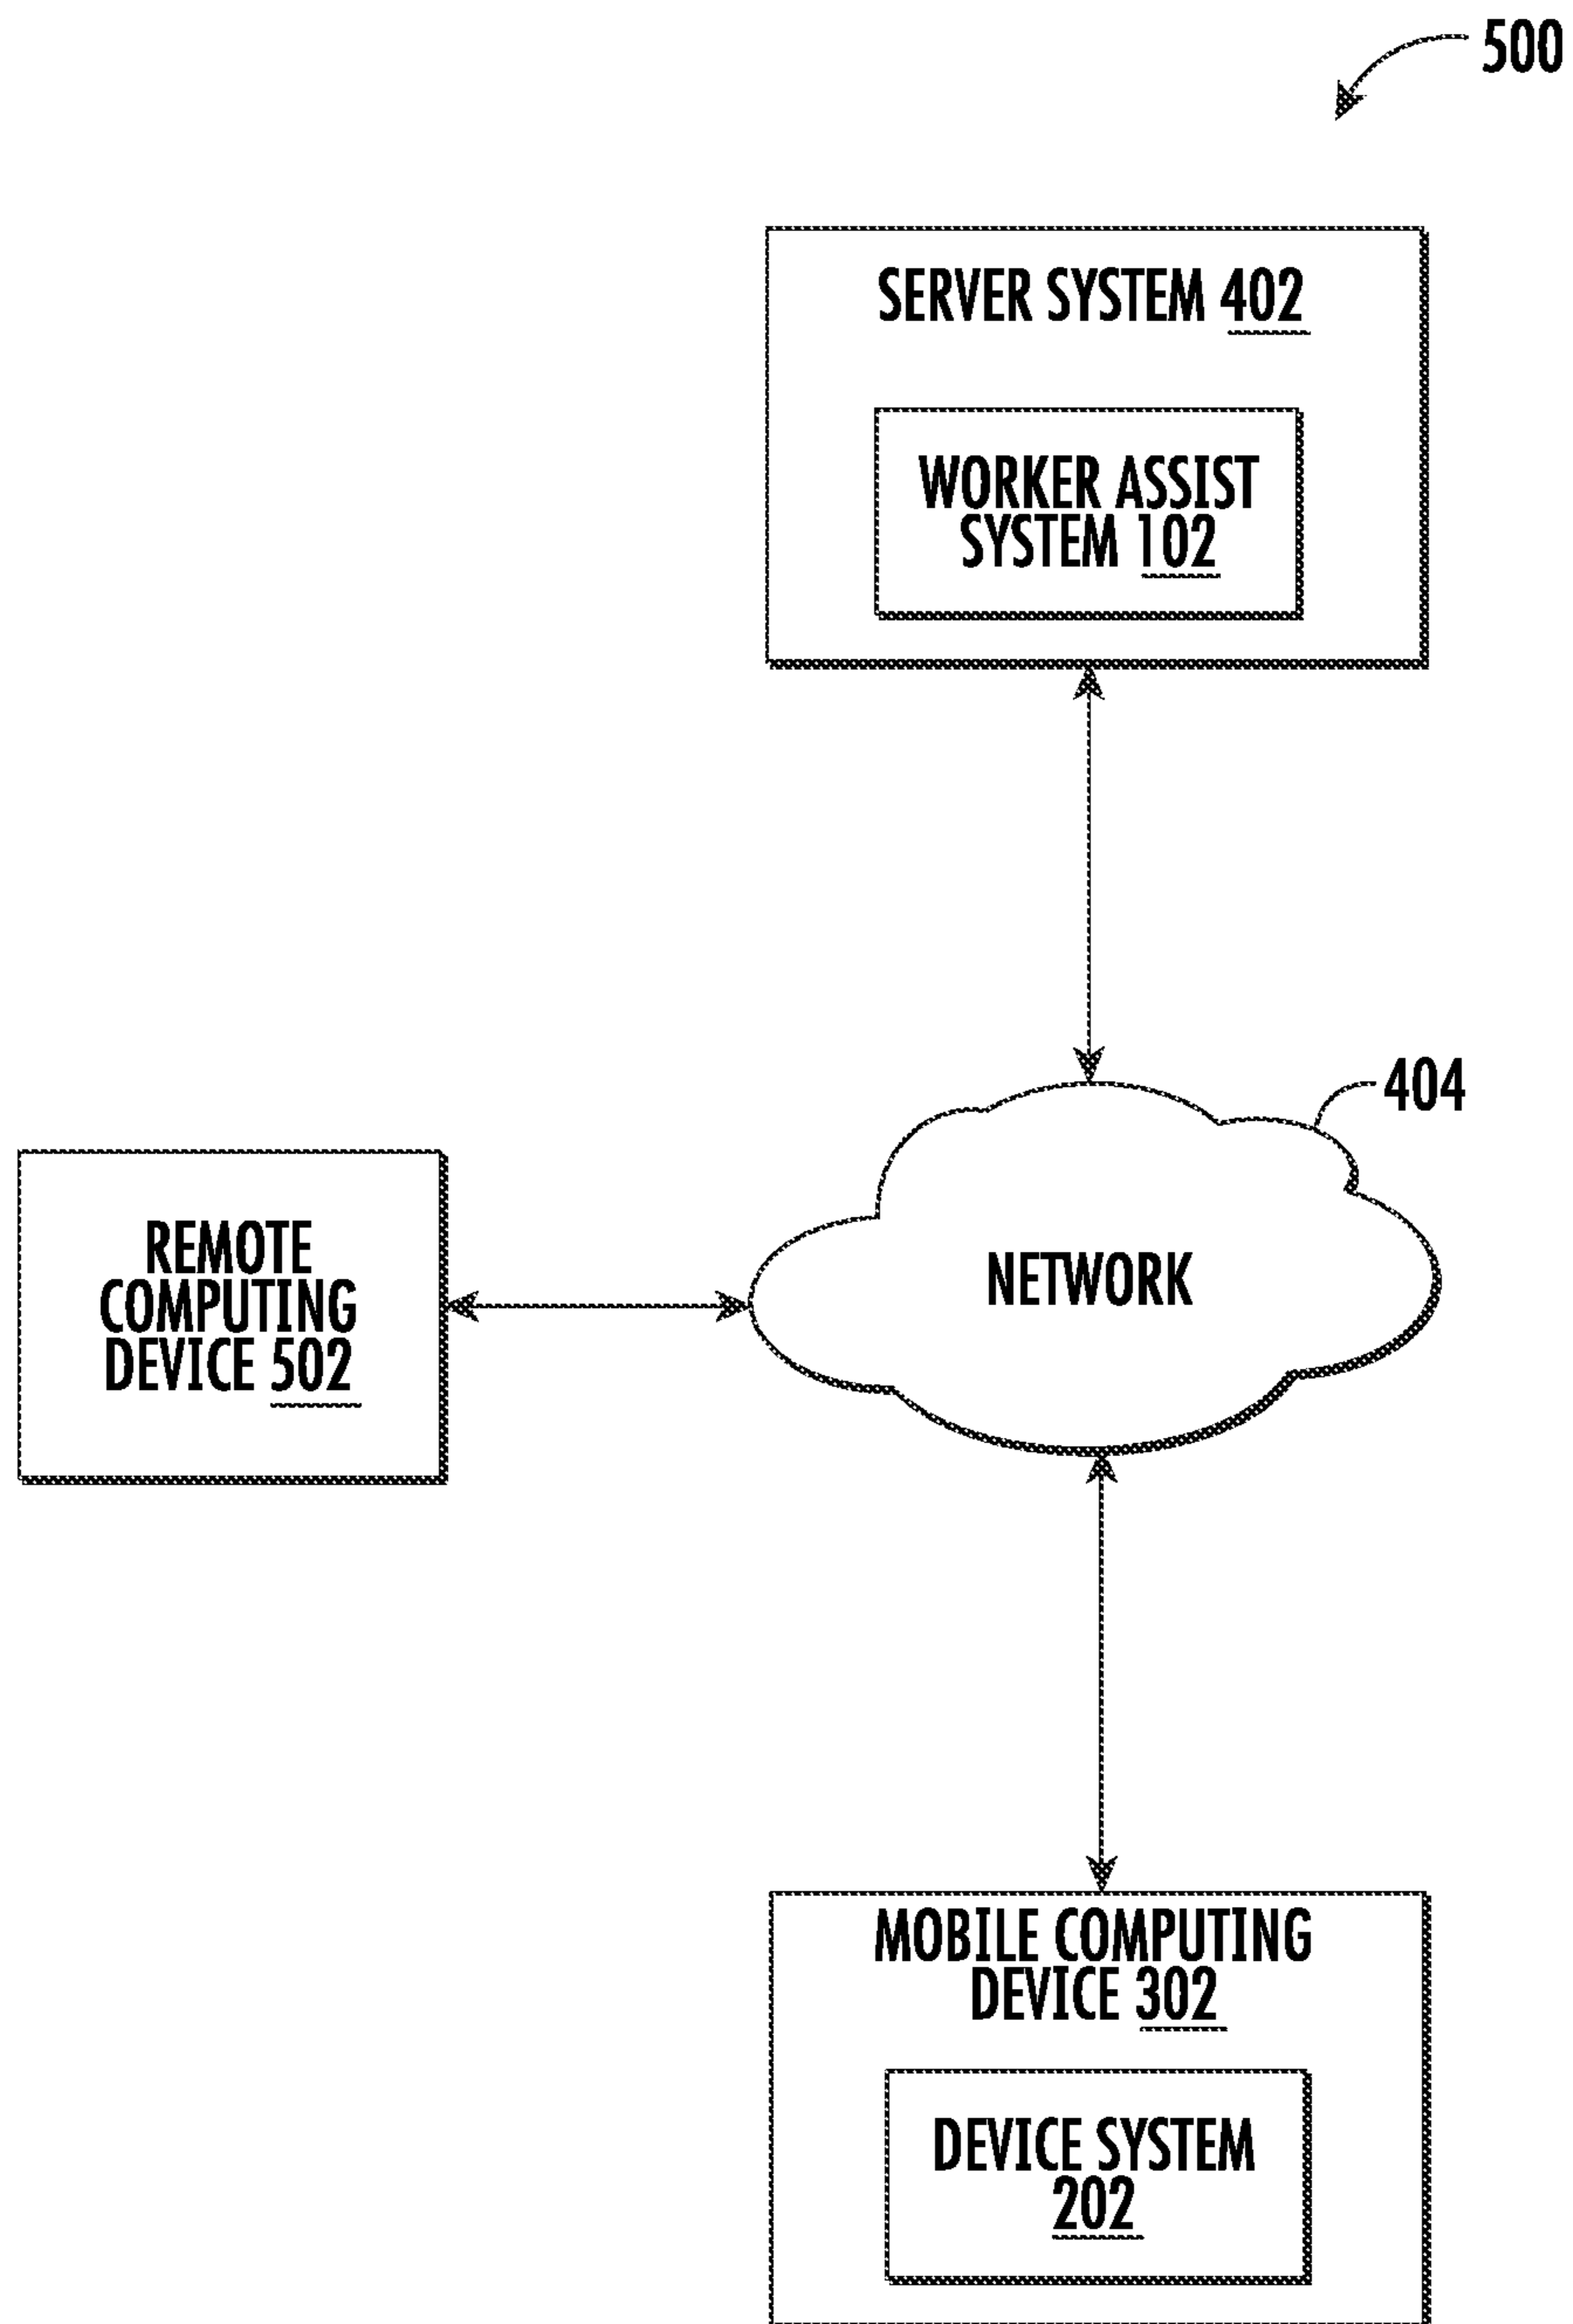 500
SERVER SYSTEM 402
WORKER ASSIST
SYSTEM 102
404
NETWORK
REMOTE
COMPUTING
DEVICE 502
MOBILE COMPUTING
DEVICE 302
DEVICE SYSTEM
202